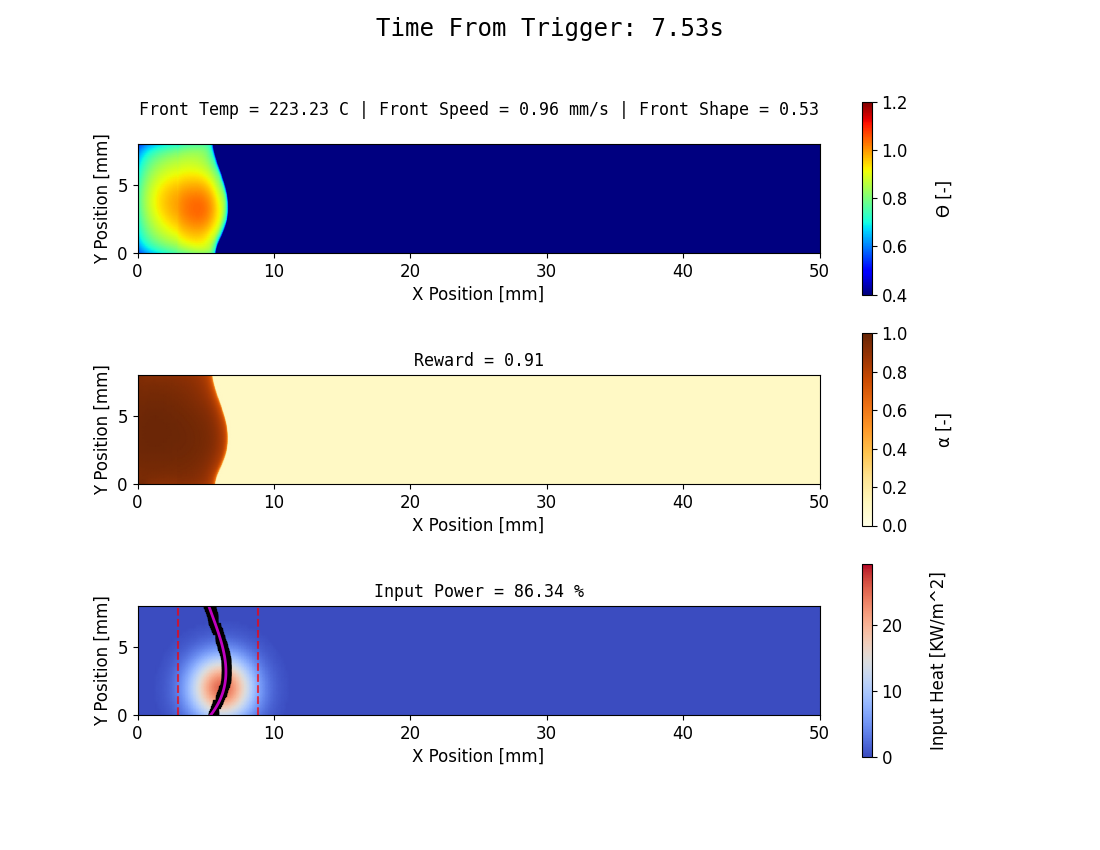 Time From Trigger: 7.53s
Front Temp = 223.23 C | Front Speed = 0.96 mm/s | Front Shape = 0.53
Y Position [mm]
5
0
0 10 20 30 40 50
X Position [mm]
1.2
1.0
0.8
0.6
0.4
Θ [-]
Reward = 0.91
Y Position [mm]
5
0
0 10 20 30 40 50
X Position [mm]
1.0
0.8
0.6
0.4
0.2
0.0
α [-]
Input Power = 86.34 %
Y Position [mm]
5
0
0 10 20 30 40 50
X Position [mm]
20
10
0
Input Heat [KW/m^2]